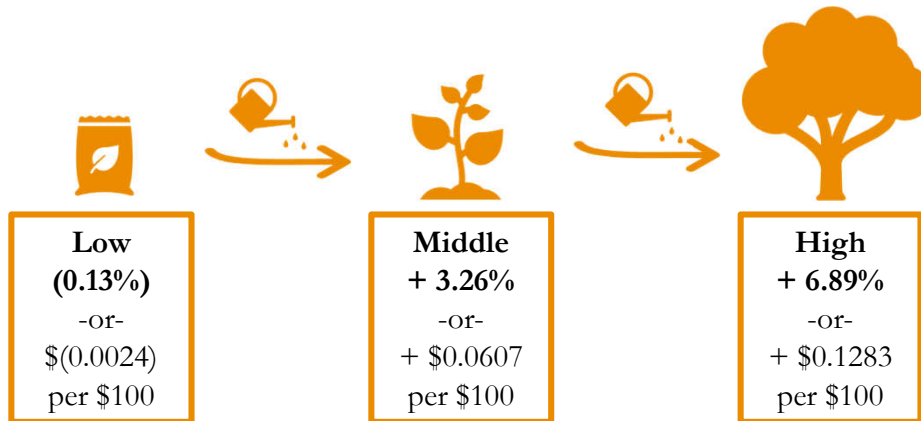 Low
(0.13%)
-or-
$(0.0024)
per $100
Middle
+ 3.26%
-or-
+ $0.0607
per $100
High
+ 6.89%
-or-
+ $0.1283
per $100